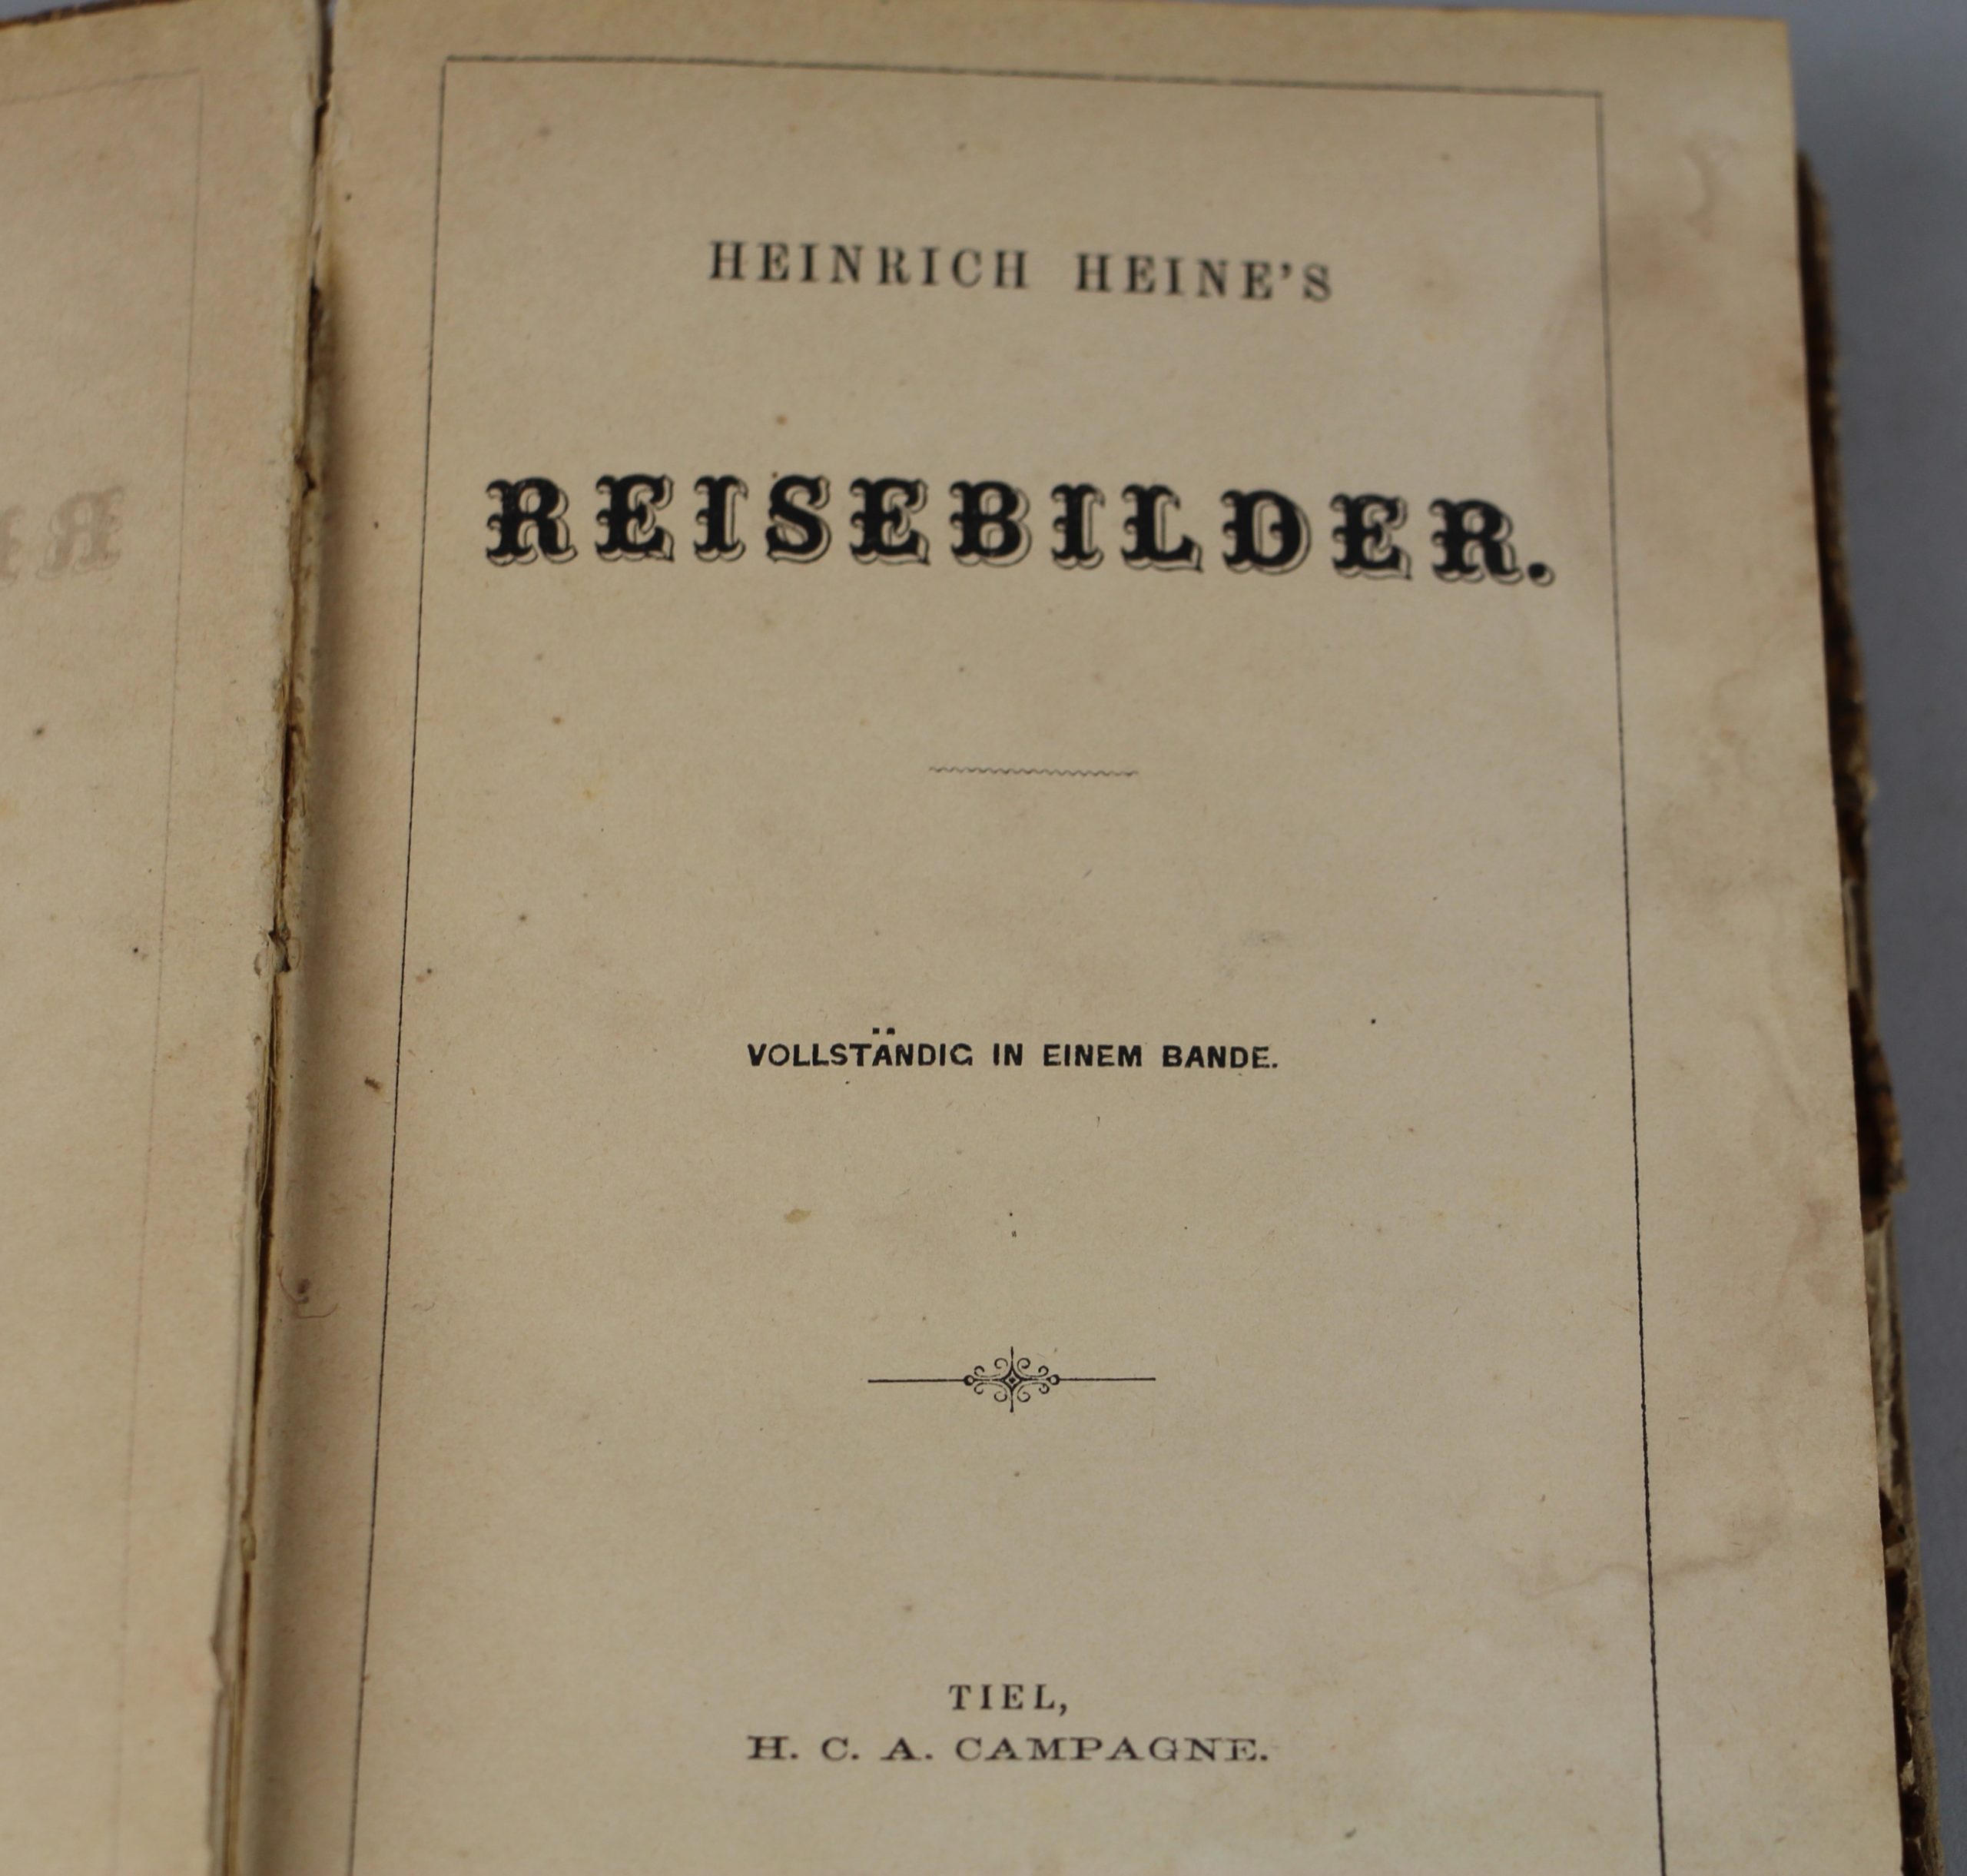 HEINRICH HEINE'S
REISEBILDER.
VOLLSTÄNDIG IN EINEM BANDE.
TIEL,
H. C. A. CAMPAGNE.